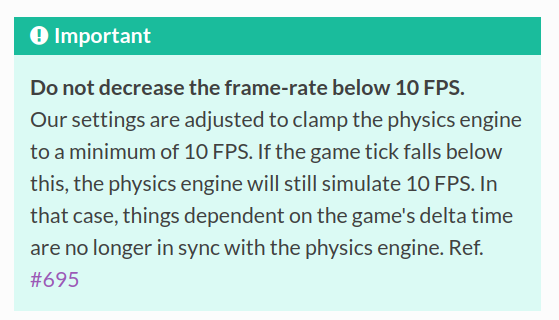 Important
Do not decrease the frame-rate below 10 FPS.
Our settings are adjusted to clamp the physics engine
to a minimum of 10 FPS. If the game tick falls below
this, the physics engine will still simulate 10 FPS. In
that case, things dependent on the game's delta time
are no longer in sync with the physics engine. Ref.
#695